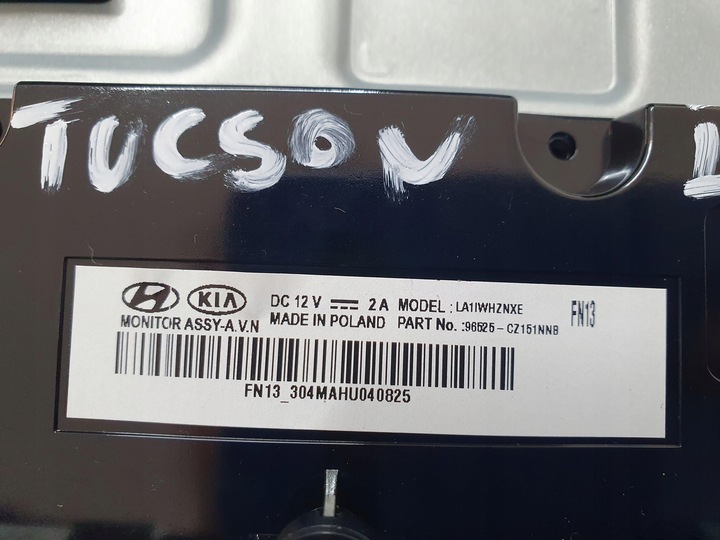 TUCSON
KIA
DC 12 V ⎓ 2 A MODEL : LA1IWHZNXE
FN13
MONITOR ASSY-A.V.N MADE IN POLAND PART No. :96525 - CZ151NNB
FN13_304MAHU040825